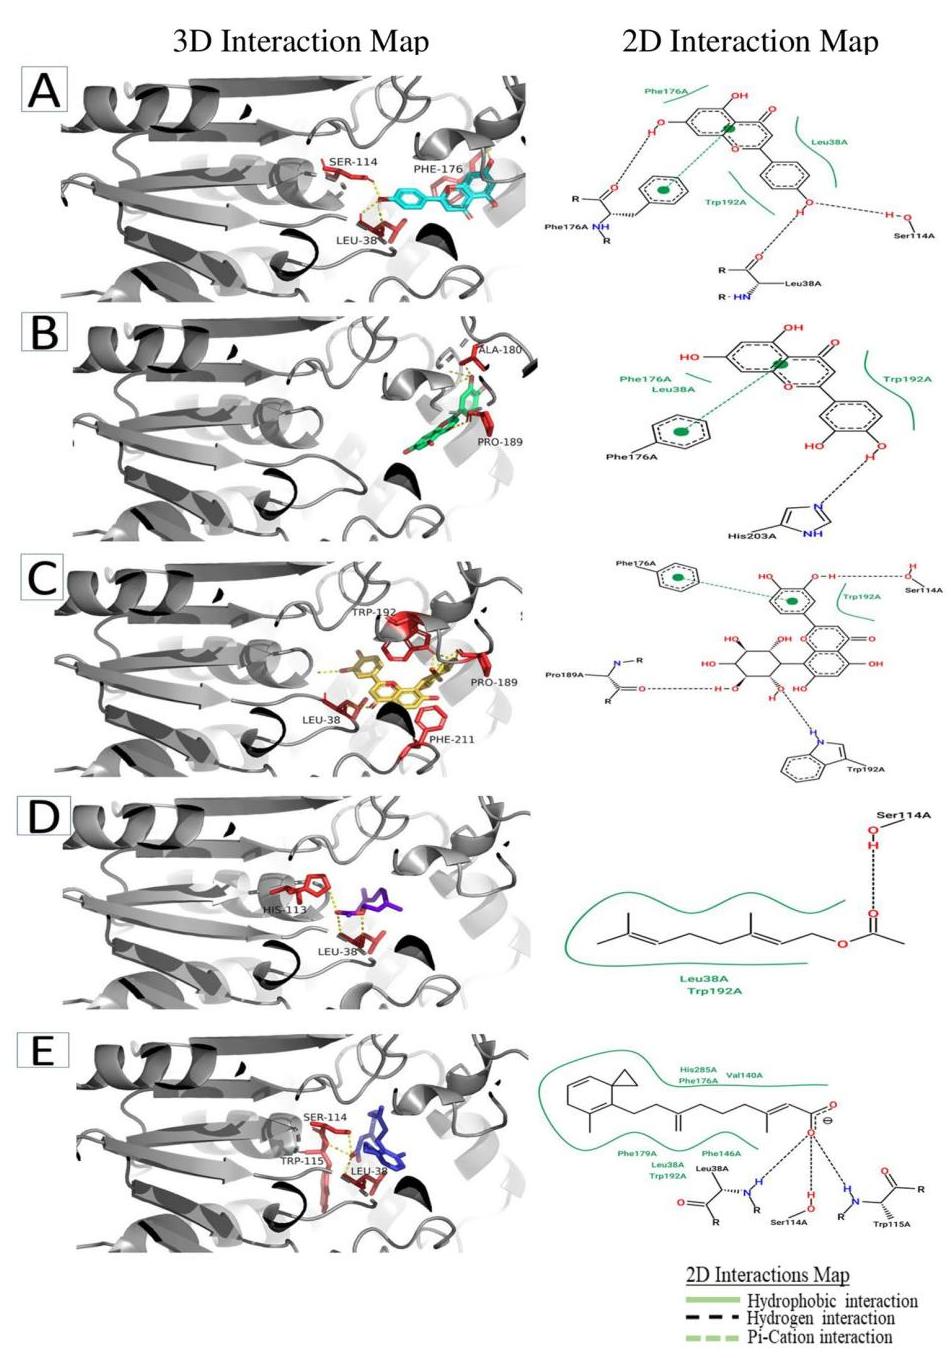 3D Interaction Map
2D Interaction Map
A
SER-114
PHE-176
LEU-38
Phe176A
OH
O
O
H
O
Leu38A
O
R
Trp192A
Phe176A NH
R
O
H
H-O
Ser114A
O
R
Leu38A
R-HN
B
ALA-180
PRO-189
OH
O
HO
O
Phe176A
Leu38A
Trp192A
Phe176A
HO
O
H
N
His203A
NH
C
TRP-192
PRO-189
LEU-38
PHE-211
Phe176A
HO
O-H
H
O
Ser114A
Trp192A
HO
OH
O
O
HO
OH
N-R
Pro189A
O
R
H-O
O
H
HO
H
N
Trp192A
D
HIS-113
LEU-38
Ser114A
O
H
O
O
Leu38A
Trp192A
E
SER-114
TRP-115
LEU-38
His285A
Phe176A
Val140A
O
⊖
O
Phe179A
Phe146A
Leu38A
Trp192A
Leu38A
H
N
O
R
R
H
O
Ser114A
H
N
R
O
R
Trp115A
2D Interactions Map
Hydrophobic interaction
Hydrogen interaction
Pi-Cation interaction